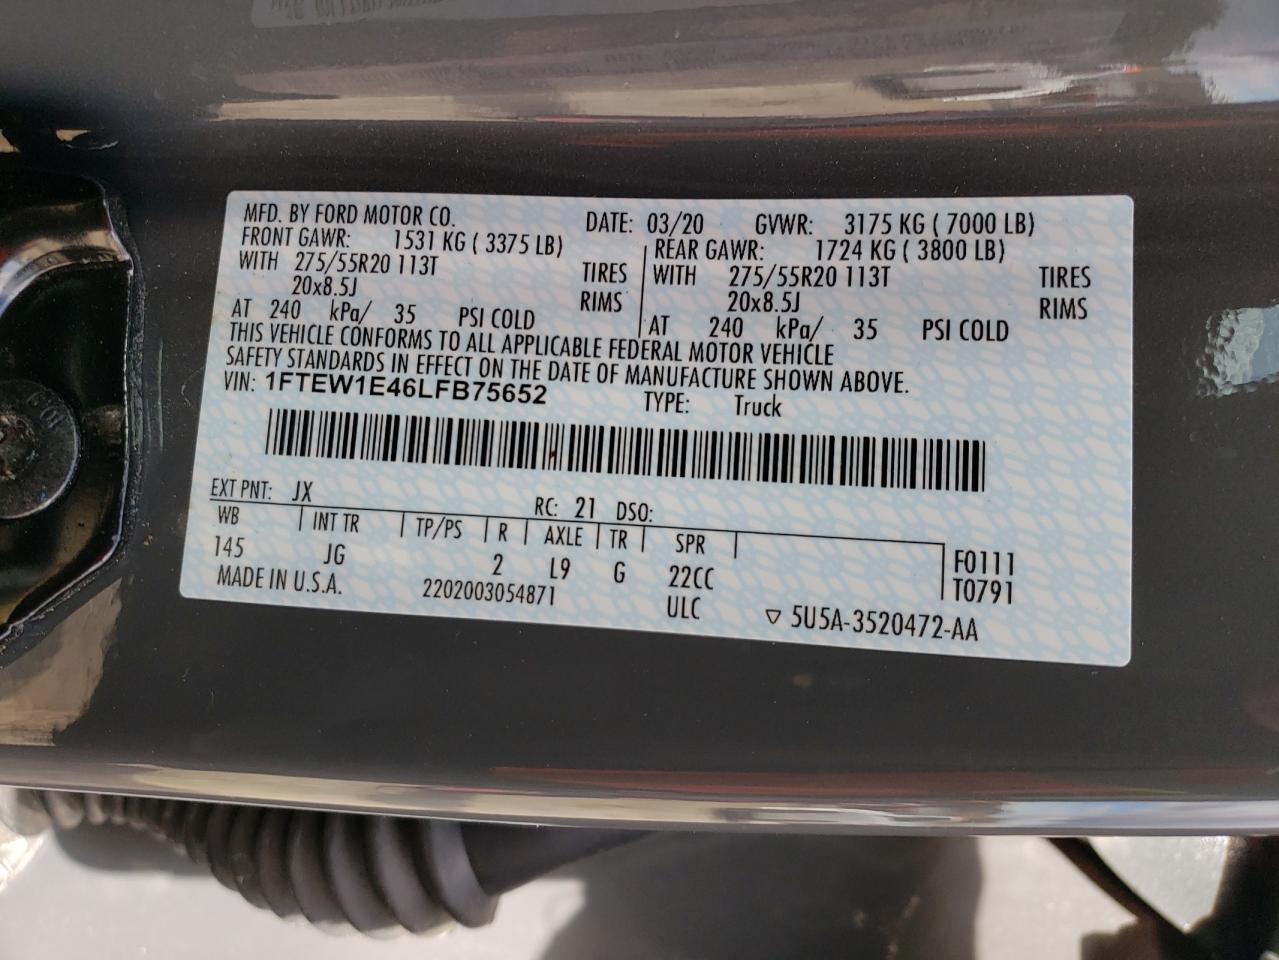 MFD. BY FORD MOTOR CO. DATE: 03/20 GVWR: 3175 KG ( 7000 LB)
FRONT GAWR: 1531 KG ( 3375 LB) REAR GAWR: 1724 KG ( 3800 LB)
WITH 275/55R20 113T TIRES WITH 275/55R20 113T TIRES
20x8.5J RIMS 20x8.5J RIMS
AT 240 kPa/ 35 PSI COLD AT 240 kPa/ 35 PSI COLD
THIS VEHICLE CONFORMS TO ALL APPLICABLE FEDERAL MOTOR VEHICLE
SAFETY STANDARDS IN EFFECT ON THE DATE OF MANUFACTURE SHOWN ABOVE.
VIN: 1FTEW1E46LFB75652 TYPE: Truck
EXT PNT: JX RC: 21 DSO:
WB INT TR TP/PS R AXLE TR SPR
145 JG 2 L9 G 22CC F0111
MADE IN U.S.A. 2202003054871 ULC T0791
▽ 5U5A-3520472-AA